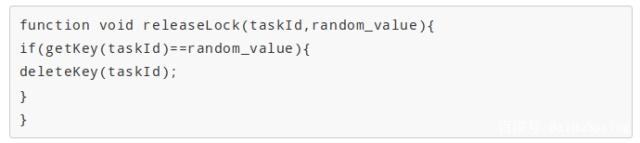 function void releaseLock(taskId,random_value){
if(getKey(taskId)==random_value){
deleteKey(taskId);
}
}